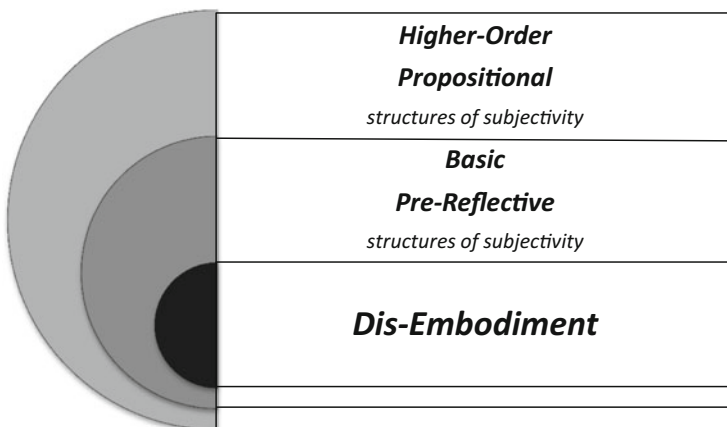 Higher-Order
Propositional
structures of subjectivity
Basic
Pre-Reflective
structures of subjectivity
Dis-Embodiment